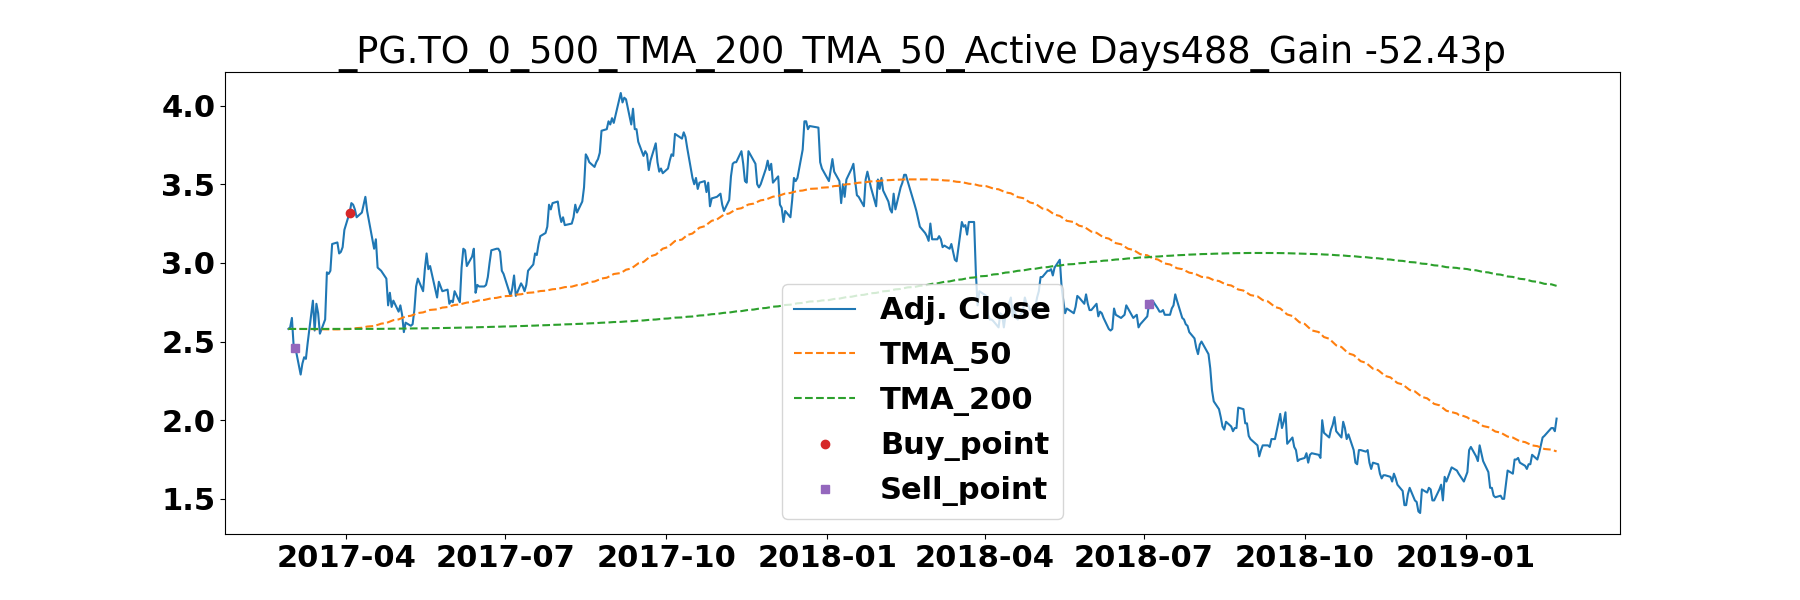 _PG.TO_0_500_TMA_200_TMA_50_Active Days488_Gain -52.43p
4.0
3.5
3.0
2.5
2.0
1.5
Adj. Close
TMA_50
TMA_200
Buy_point
Sell_point
2017-04 2017-07 2017-10 2018-01 2018-04 2018-07 2018-10 2019-01